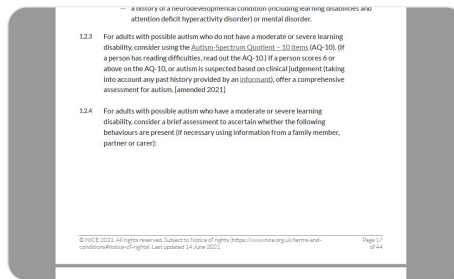 — a history of a neurodevelopmental condition (including learning disabilities and
attention deficit hyperactivity disorder) or mental disorder.
1.2.3 For adults with possible autism who do not have a moderate or severe learning
disability, consider using the Autism-Spectrum Quotient – 10 items (AQ-10). (If
a person has reading difficulties, read out the AQ-10.) If a person scores 6 or
above on the AQ-10, or autism is suspected based on clinical judgement (taking
into account any past history provided by an informant), offer a comprehensive
assessment for autism. [amended 2021]
1.2.4 For adults with possible autism who have a moderate or severe learning
disability, consider a brief assessment to ascertain whether the following
behaviours are present (if necessary using information from a family member,
partner or carer):
© NICE 2021. All rights reserved. Subject to Notice of rights (https://www.nice.org.uk/terms-and- Page 17
conditions#notice-of-rights). Last updated 14 June 2021 of 44